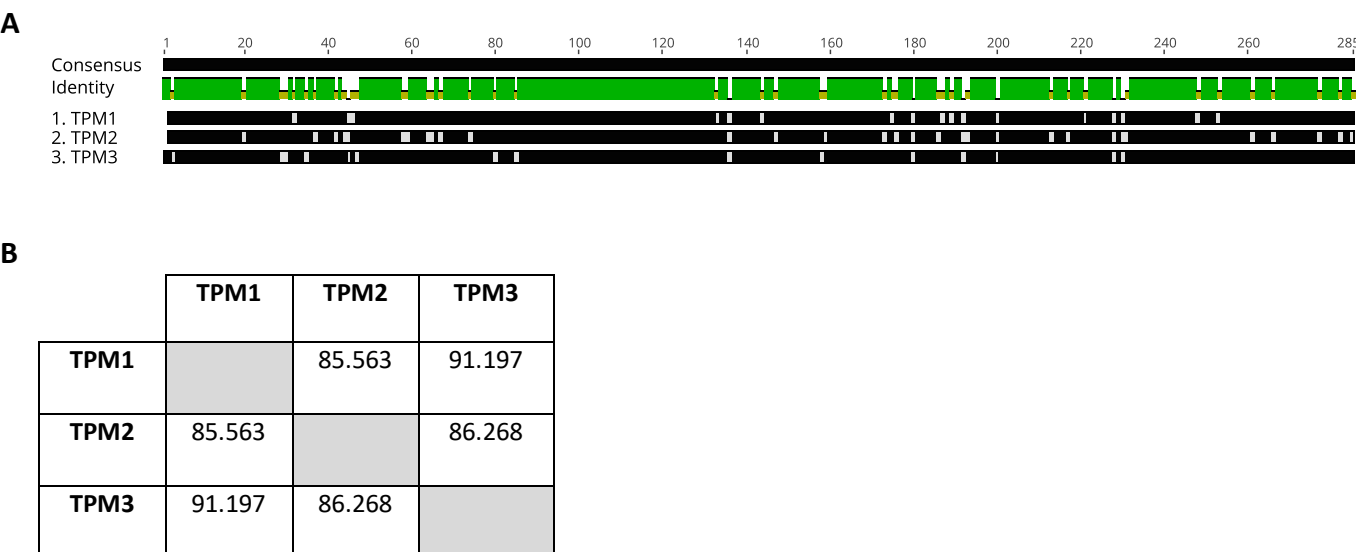 A
1 20 40 60 80 100 120 140 160 180 200 220 240 260 285
Consensus
Identity
1. TPM1
2. TPM2
3. TPM3
B
TPM1 TPM2 TPM3
TPM1 85.563 91.197
TPM2 85.563 86.268
TPM3 91.197 86.268